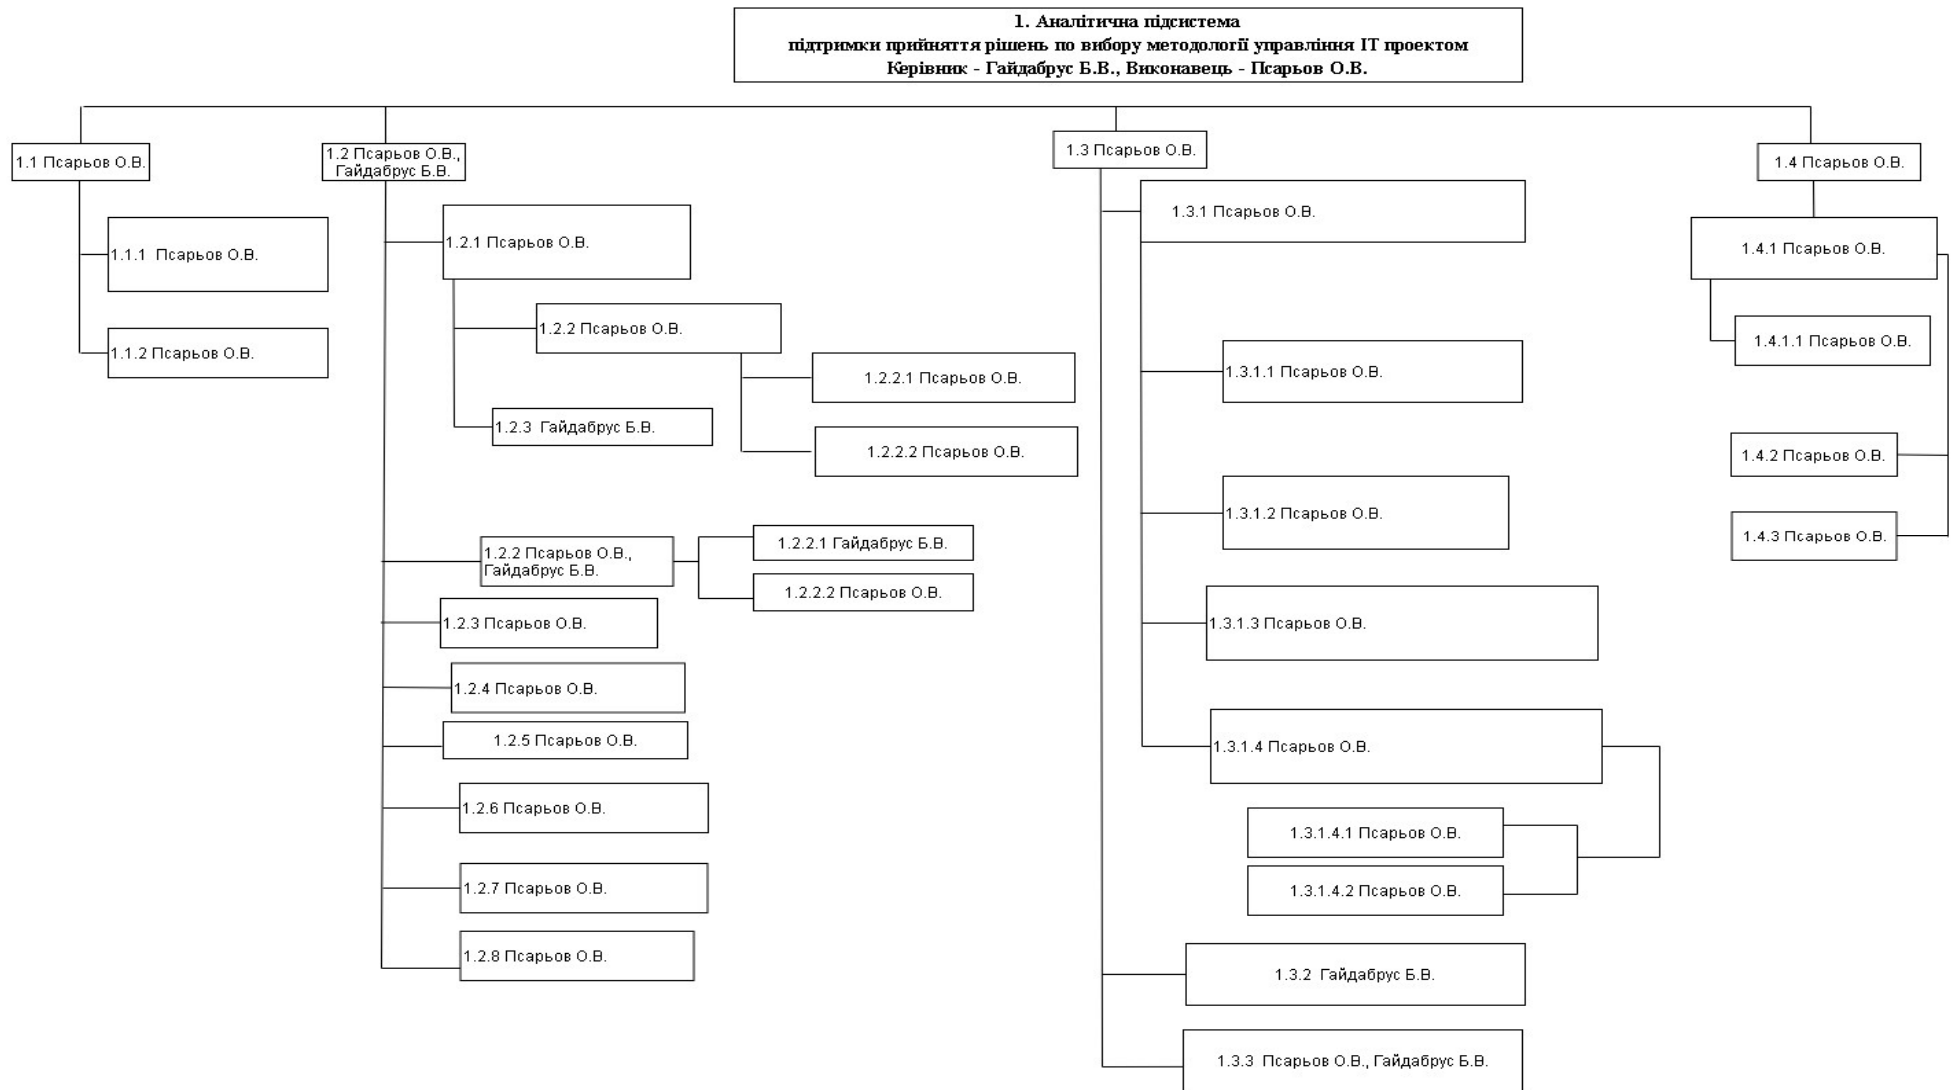 1. Аналітична підсистема
підтримки прийняття рішень по вибору методології управління ІТ проектом
Керівник - Гайдабрус Б.В., Виконавець - Псарьов О.В.
1.1 Псарьов О.В.
1.1.1 Псарьов О.В.
1.1.2 Псарьов О.В.
1.2 Псарьов О.В.,
Гайдабрус Б.В.
1.2.1 Псарьов О.В.
1.2.2 Псарьов О.В.
1.2.2.1 Псарьов О.В.
1.2.2.2 Псарьов О.В.
1.2.3 Гайдабрус Б.В.
1.2.2 Псарьов О.В.,
Гайдабрус Б.В.
1.2.2.1 Гайдабрус Б.В.
1.2.2.2 Псарьов О.В.
1.2.3 Псарьов О.В.
1.2.4 Псарьов О.В.
1.2.5 Псарьов О.В.
1.2.6 Псарьов О.В.
1.2.7 Псарьов О.В.
1.2.8 Псарьов О.В.
1.3 Псарьов О.В.
1.3.1 Псарьов О.В.
1.3.1.1 Псарьов О.В.
1.3.1.2 Псарьов О.В.
1.3.1.3 Псарьов О.В.
1.3.1.4 Псарьов О.В.
1.3.1.4.1 Псарьов О.В.
1.3.1.4.2 Псарьов О.В.
1.3.2 Гайдабрус Б.В.
1.3.3 Псарьов О.В., Гайдабрус Б.В.
1.4 Псарьов О.В.
1.4.1 Псарьов О.В.
1.4.1.1 Псарьов О.В.
1.4.2 Псарьов О.В.
1.4.3 Псарьов О.В.